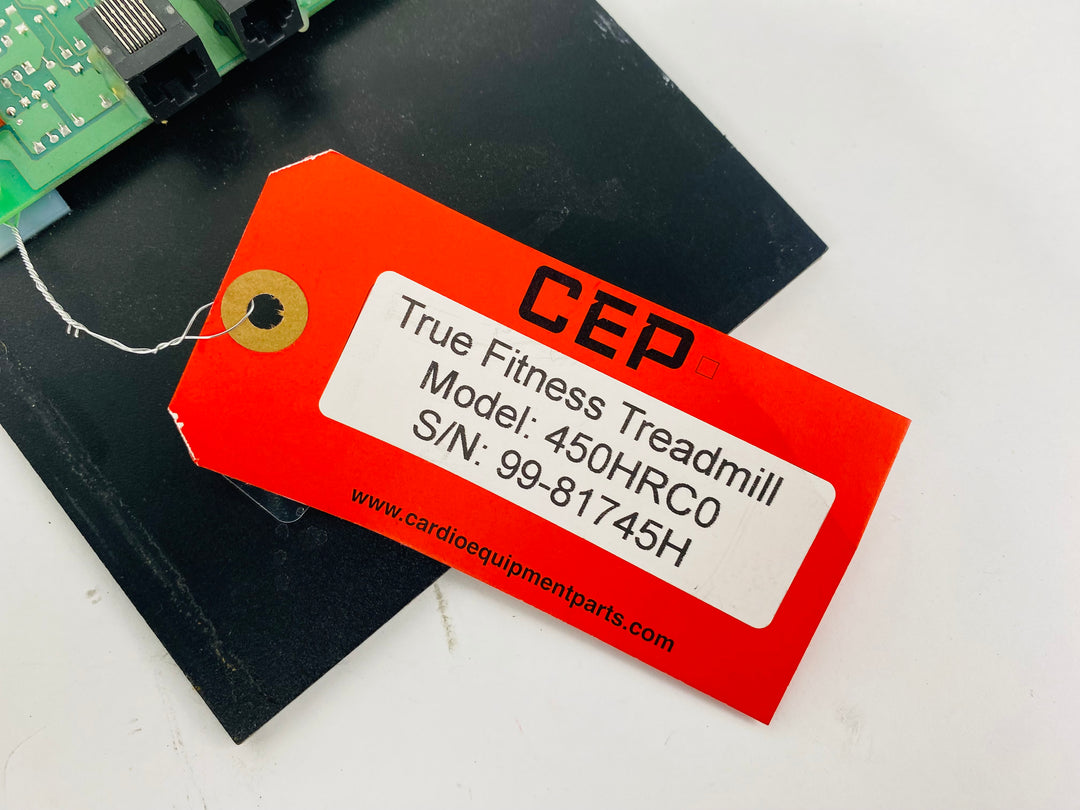 CEP
True Fitness Treadmill
Model: 450HRC0
S/N: 99-81745H
www.cardioequipmentparts.com